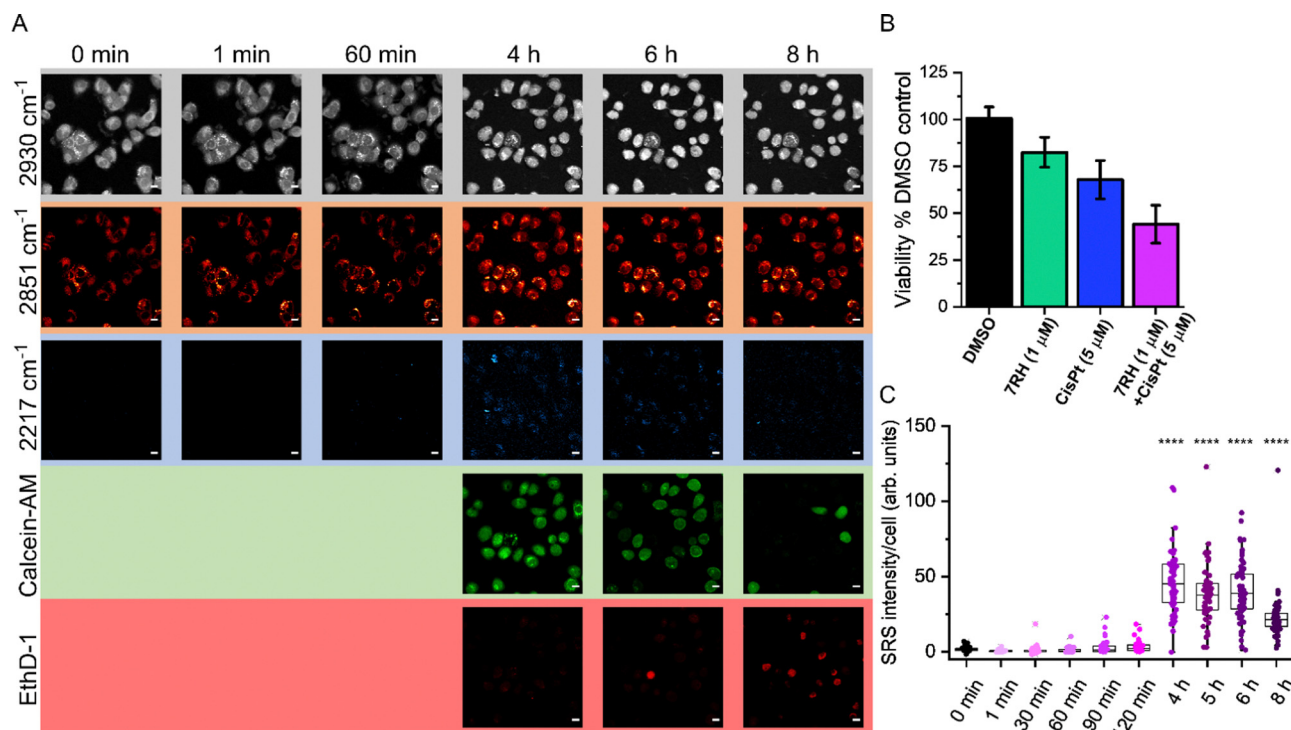 A
0 min 1 min 60 min 4 h 6 h 8 h
2930 cm⁻¹
2851 cm⁻¹
2217 cm⁻¹
Calcein-AM
EthD-1
B
Viability % DMSO control
125
100
75
50
25
0
DMSO
7RH (1 μM)
CisPt (5 μM)
7RH (1 μM)
+CisPt (5 μM)
C
SRS intensity/cell (arb. units)
150
100
50
0
**** **** **** ****
0 min
1 min
30 min
60 min
90 min
120 min
4 h
5 h
6 h
8 h